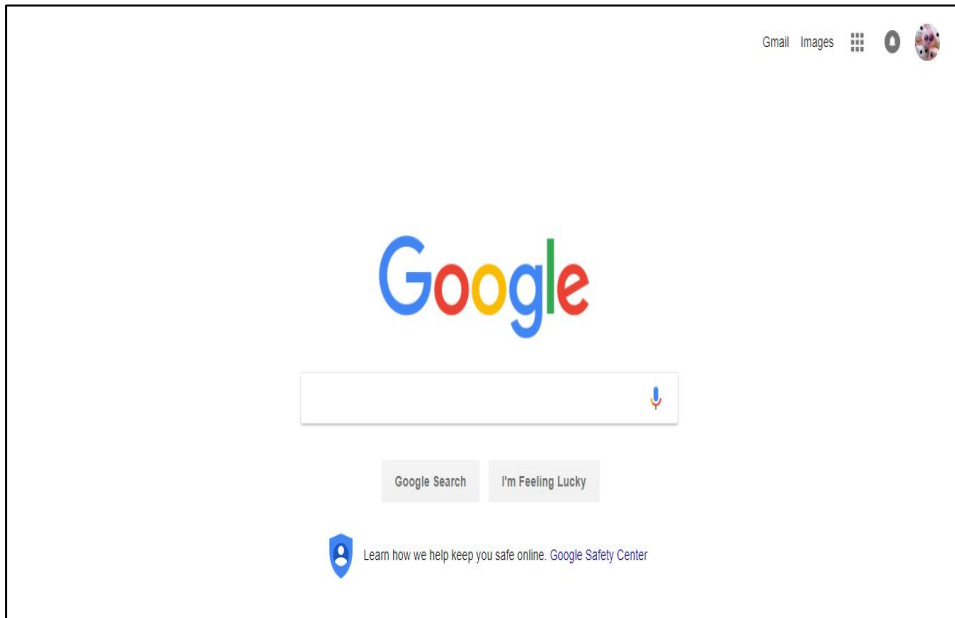 Gmail Images
Google
Google Search I'm Feeling Lucky
Learn how we help keep you safe online. Google Safety Center